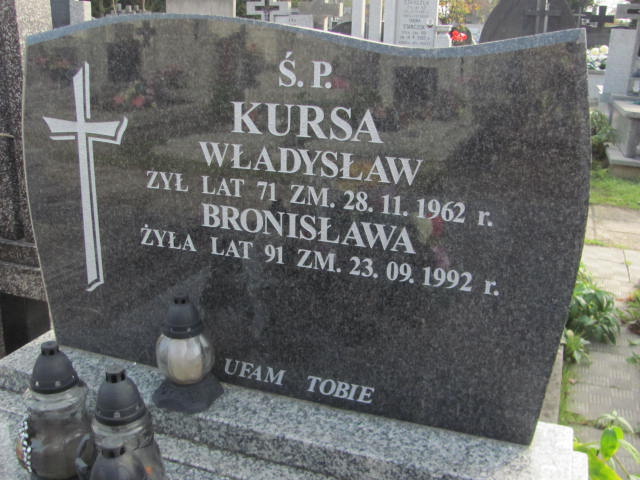 Ś. P.
KURSA
WŁADYSŁAW
ŻYŁ LAT 71 ZM. 28. 11. 1962 r.
BRONISŁAWA
ŻYŁA LAT 91 ZM. 23. 09. 1992 r.
UFAM TOBIE